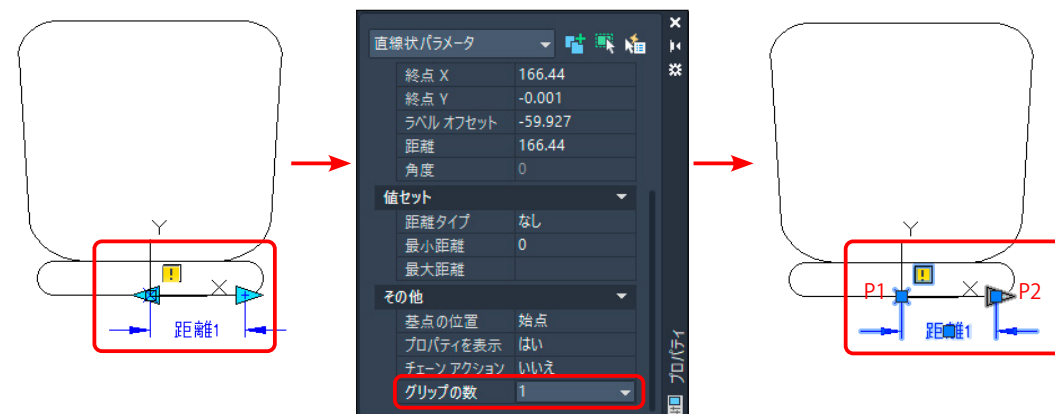 Y
!
X
距離1
直線状パラメータ
終点 X 166.44
終点 Y -0.001
ラベル オフセット -59.927
距離 166.44
角度 0
値セット
距離タイプ なし
最小距離 0
最大距離
その他
基点の位置 始点
プロパティを表示 はい
チェーン アクション いいえ
グリップの数 1
プロパティ
Y
!
X
P1
P2
距離1